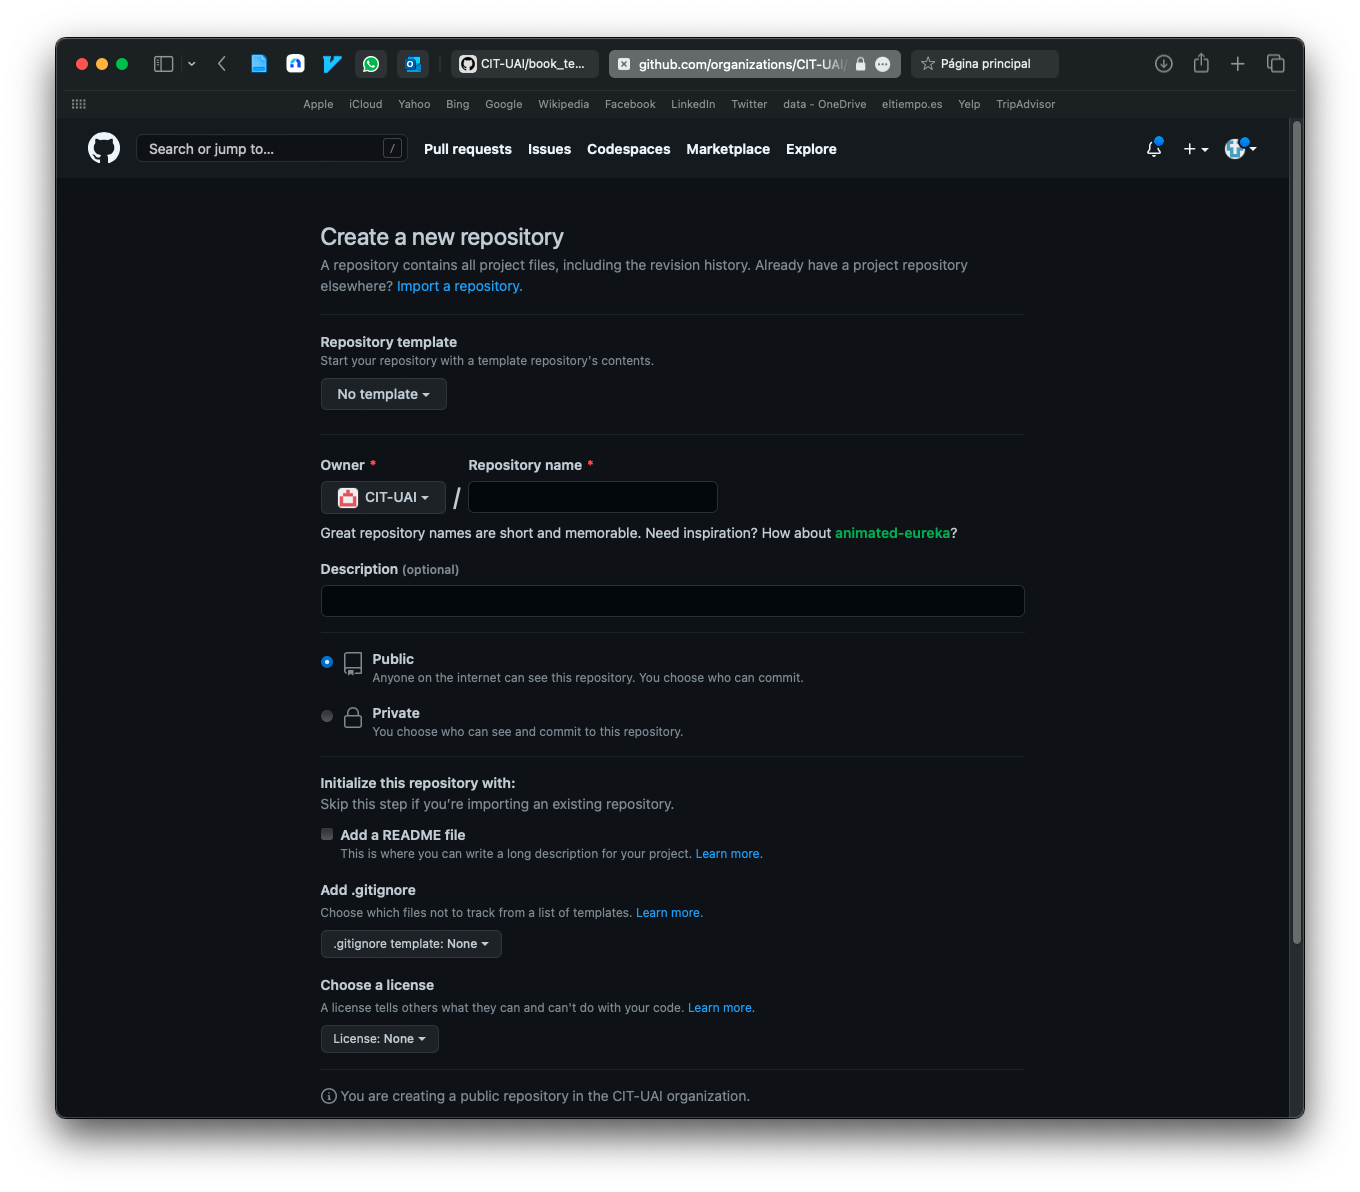 CIT-UAI/book_te...
github.com/organizations/CIT-UAI/
Página principal
Apple iCloud Yahoo Bing Google Wikipedia Facebook LinkedIn Twitter data - OneDrive eltiempo.es Yelp TripAdvisor
Search or jump to... /
Pull requests Issues Codespaces Marketplace Explore
Create a new repository
A repository contains all project files, including the revision history. Already have a project repository
elsewhere? Import a repository.
Repository template
Start your repository with a template repository's contents.
No template
Owner * Repository name *
CIT-UAI /
Great repository names are short and memorable. Need inspiration? How about animated-eureka?
Description (optional)
Public
Anyone on the internet can see this repository. You choose who can commit.
Private
You choose who can see and commit to this repository.
Initialize this repository with:
Skip this step if you're importing an existing repository.
Add a README file
This is where you can write a long description for your project. Learn more.
Add .gitignore
Choose which files not to track from a list of templates. Learn more.
.gitignore template: None
Choose a license
A license tells others what they can and can't do with your code. Learn more.
License: None
You are creating a public repository in the CIT-UAI organization.